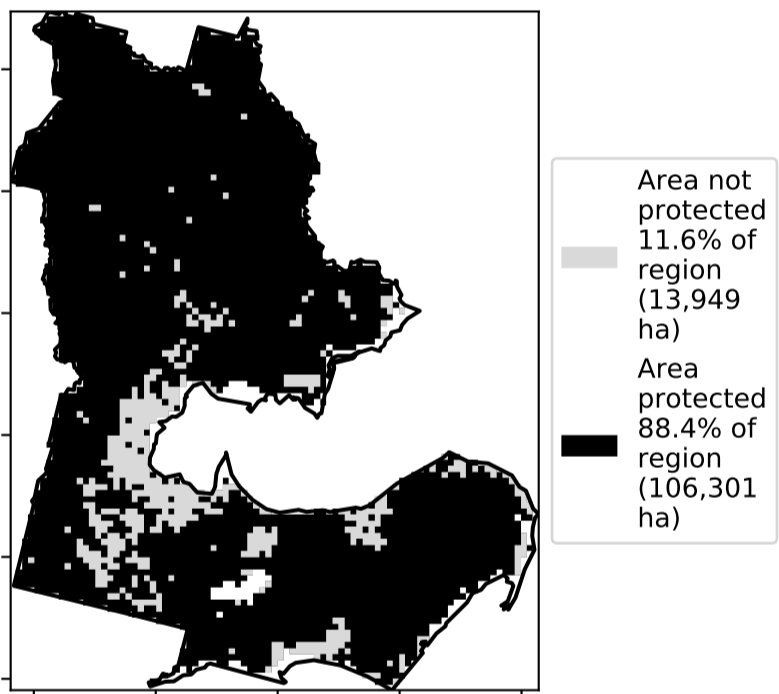 Area not
protected
11.6% of
region
(13,949
ha)
Area
protected
88.4% of
region
(106,301
ha)